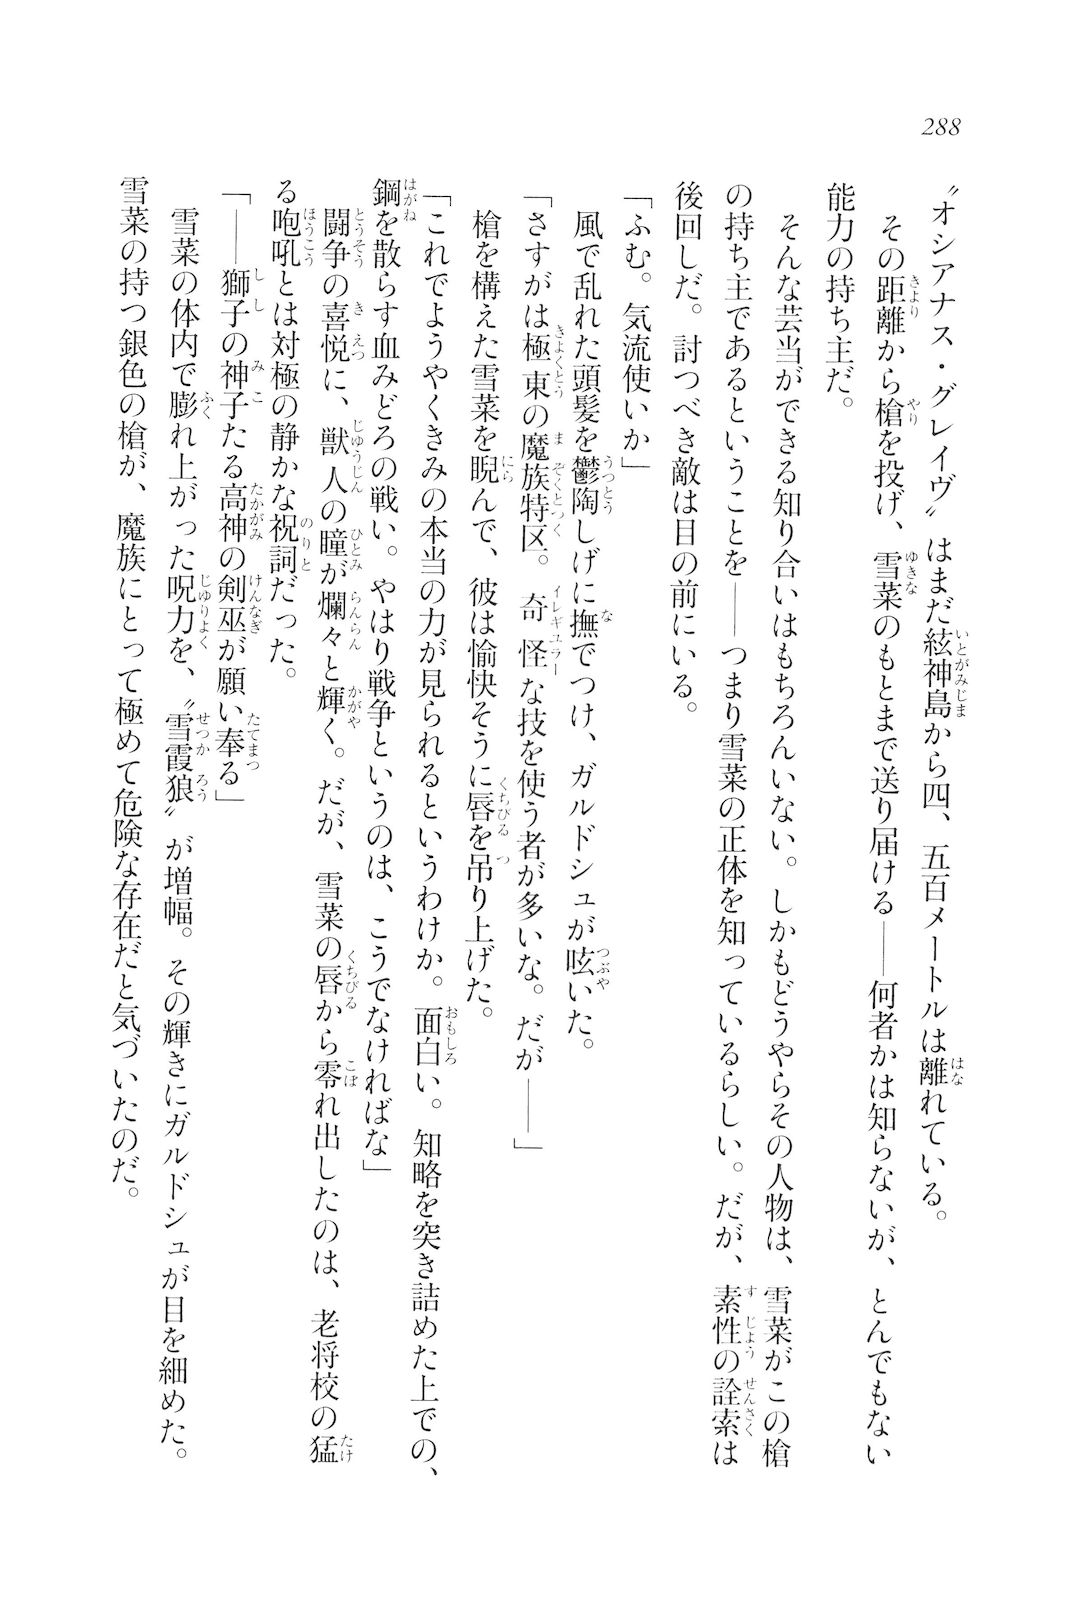 288
〝オシアナス・グレイヴ〟はまだ絃神島から四、五百メートルは離れている。
その距離から槍を投げ、雪菜のもとまで送り届ける――何者かは知らないが、とんでもない
能力の持ち主だ。
そんな芸当ができる知り合いはもちろんいない。しかもどうやらその人物は、雪菜がこの槍
の持ち主であるということを――つまり雪菜の正体を知っているらしい。だが、素性の詮索は
後回しだ。討つべき敵は目の前にいる。
「ふむ。気流使いか」
風で乱れた頭髪を鬱陶しげに撫でつけ、ガルドシュが呟いた。
「さすがは極東の魔族特区。奇怪な技を使う者が多いな。だが――」
槍を構えた雪菜を睨んで、彼は愉快そうに唇を吊り上げた。
「これでようやくきみの本当の力が見られるというわけか。面白い。知略を突き詰めた上での、
鋼を散らす血みどろの戦い。やはり戦争というのは、こうでなければな」
闘争の喜悦に、獣人の瞳が爛々と輝く。だが、雪菜の唇から零れ出したのは、老将校の猛
る咆吼とは対極の静かな祝詞だった。
「――獅子の神子たる高神の剣巫が願い奉る」
雪菜の体内で膨れ上がった呪力を、〝雪霞狼〟が増幅。その輝きにガルドシュが目を細めた。
雪菜の持つ銀色の槍が、魔族にとって極めて危険な存在だと気づいたのだ。